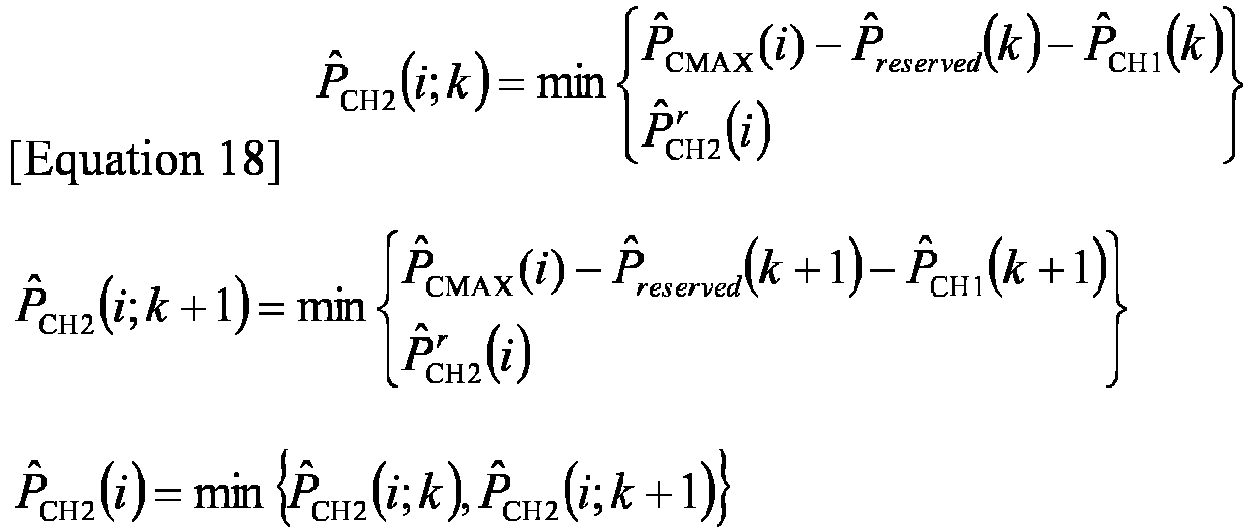 P̂_CH2(i;k) = min { P̂_CMAX(i) − P̂_reserved(k) − P̂_CH1(k)
P̂^r_CH2(i) }
[Equation 18]
P̂_CH2(i;k+1) = min { P̂_CMAX(i) − P̂_reserved(k+1) − P̂_CH1(k+1)
P̂^r_CH2(i) }
P̂_CH2(i) = min {P̂_CH2(i;k), P̂_CH2(i;k+1)}